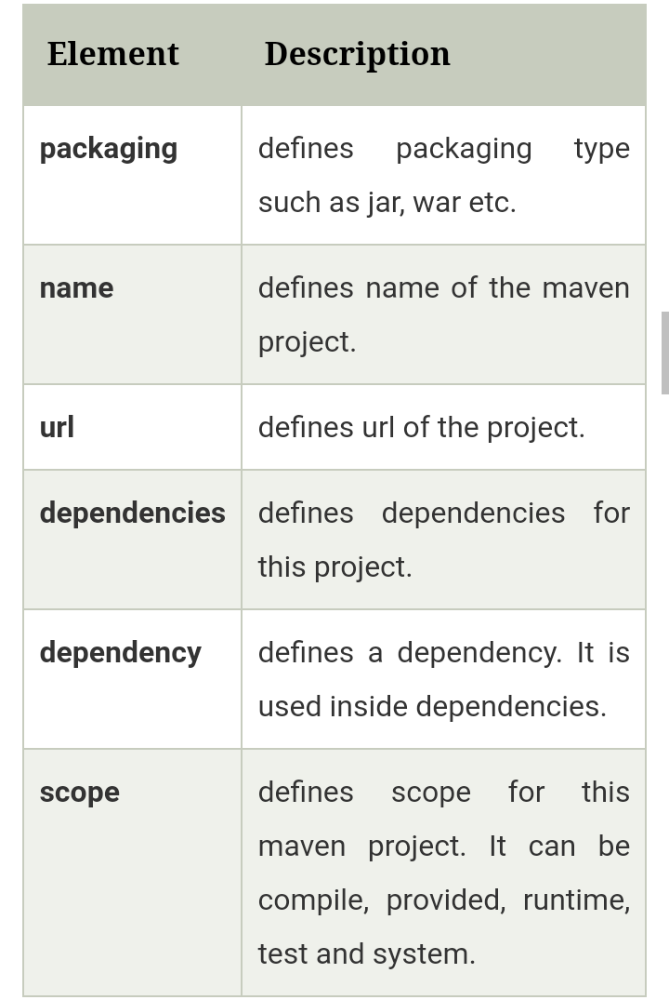 Element Description
packaging defines packaging type
such as jar, war etc.
name defines name of the maven
project.
url defines url of the project.
dependencies defines dependencies for
this project.
dependency defines a dependency. It is
used inside dependencies.
scope defines scope for this
maven project. It can be
compile, provided, runtime,
test and system.